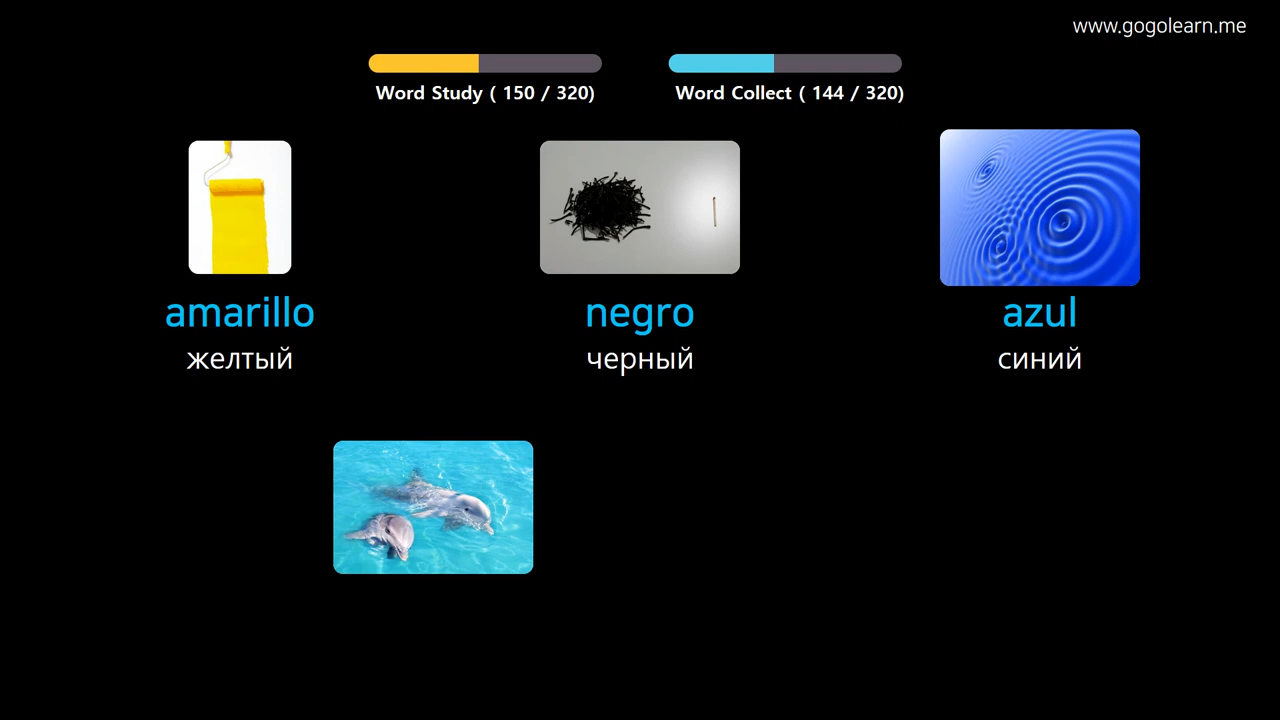 www.gogolearn.me
Word Study ( 150 / 320)
Word Collect ( 144 / 320)
amarillo
желтый
negro
черный
azul
синий